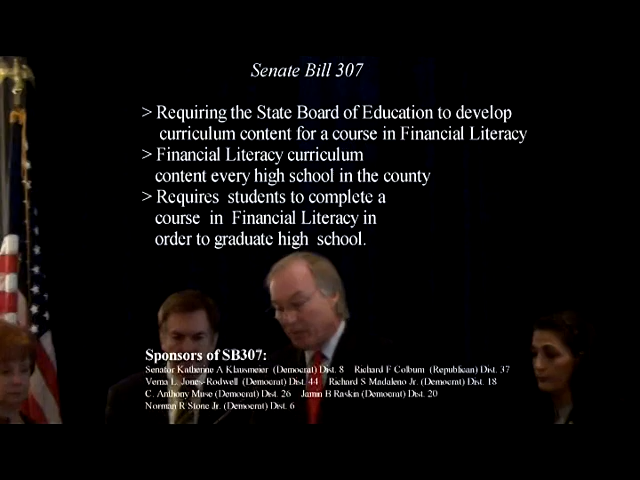 Senate Bill 307
> Requiring the State Board of Education to develop
curriculum content for a course in Financial Literacy
> Financial Literacy curriculum
content every high school in the county
> Requires students to complete a
course in Financial Literacy in
order to graduate high school.
Sponsors of SB307:
Senator Katherine A Klausmeier (Democrat) Dist. 8 Richard F Colburn (Republican) Dist. 37
Verna L. Jones-Rodwell (Democrat) Dist. 44 Richard S Madaleno Jr. (Democrat) Dist. 18
C. Anthony Muse (Democrat) Dist. 26 Jamin B Raskin (Democrat) Dist. 20
Norman R Stone Jr. (Democrat) Dist. 6